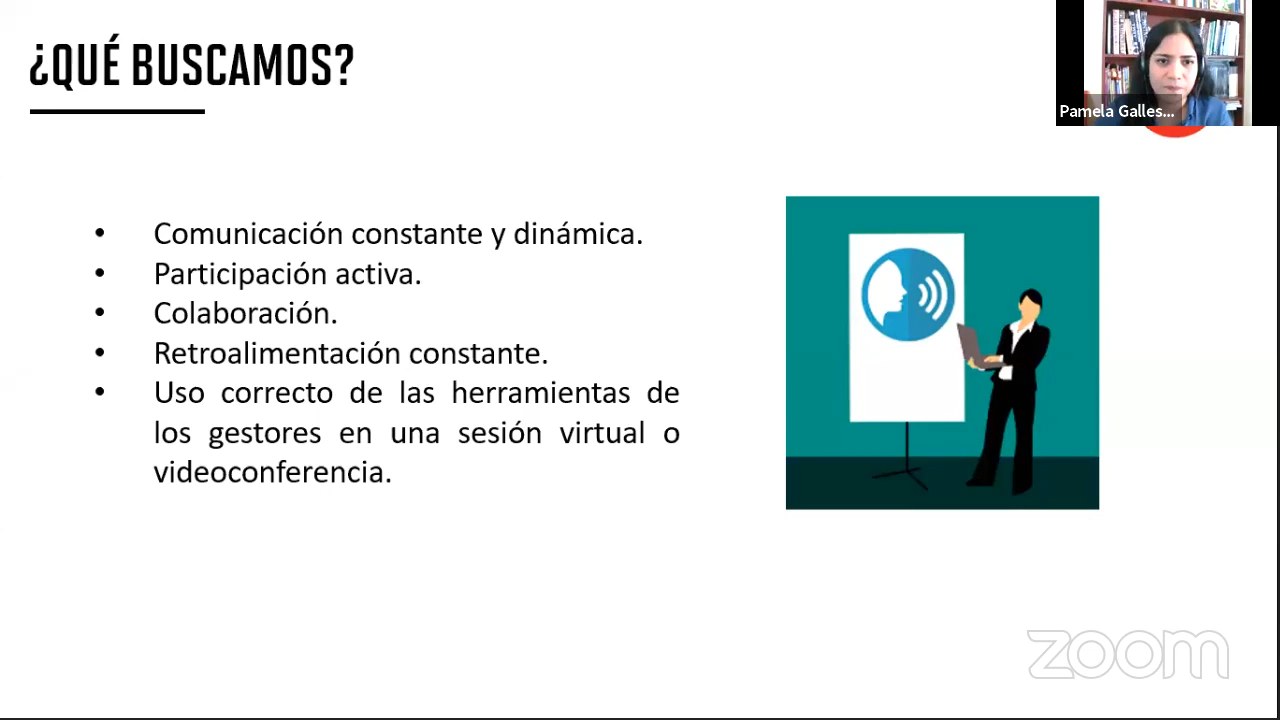 ¿QUÉ BUSCAMOS?
Pamela Galles...
• Comunicación constante y dinámica.
• Participación activa.
• Colaboración.
• Retroalimentación constante.
• Uso correcto de las herramientas de
los gestores en una sesión virtual o
videoconferencia.
zoom